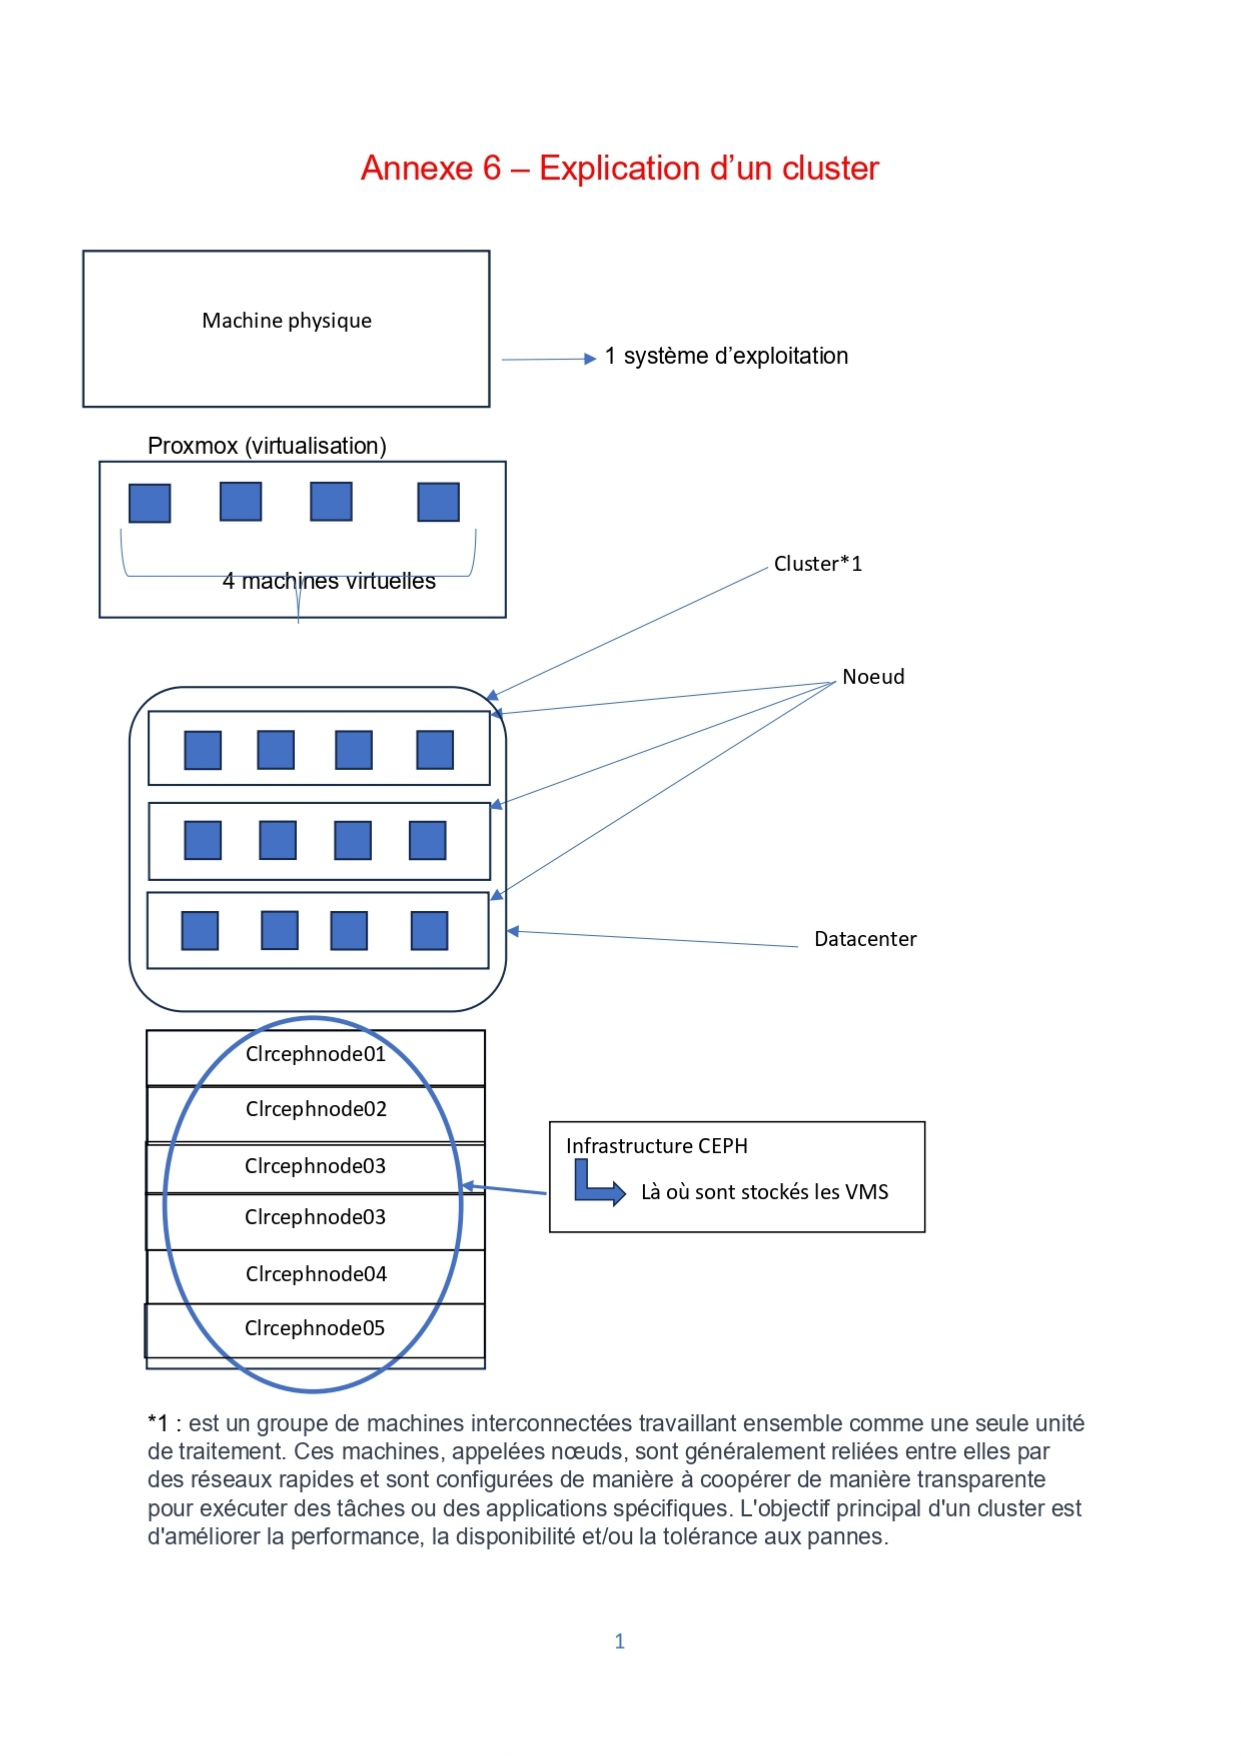 Annexe 6 – Explication d’un cluster
Machine physique
1 système d’exploitation
Proxmox (virtualisation)
4 machines virtuelles
Cluster*1
Noeud
Datacenter
Clrcephnode01
Clrcephnode02
Clrcephnode03
Clrcephnode03
Clrcephnode04
Clrcephnode05
Infrastructure CEPH
Là où sont stockés les VMS
*1 : est un groupe de machines interconnectées travaillant ensemble comme une seule unité
de traitement. Ces machines, appelées nœuds, sont généralement reliées entre elles par
des réseaux rapides et sont configurées de manière à coopérer de manière transparente
pour exécuter des tâches ou des applications spécifiques. L'objectif principal d'un cluster est
d'améliorer la performance, la disponibilité et/ou la tolérance aux pannes.
1